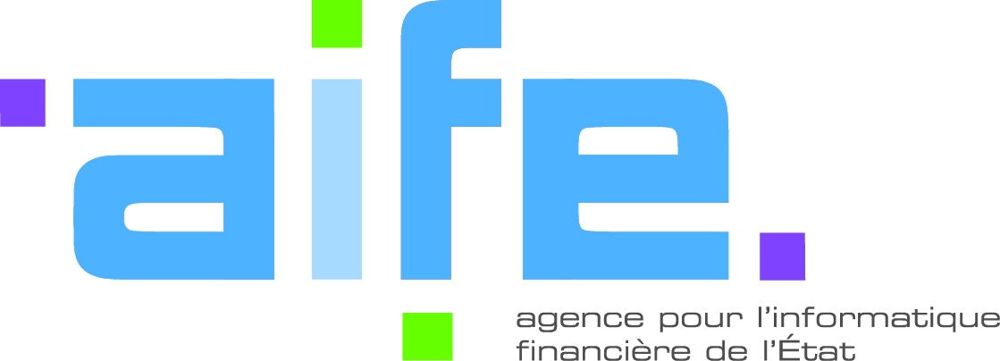 aife
agence pour l'informatique
financière de l'État